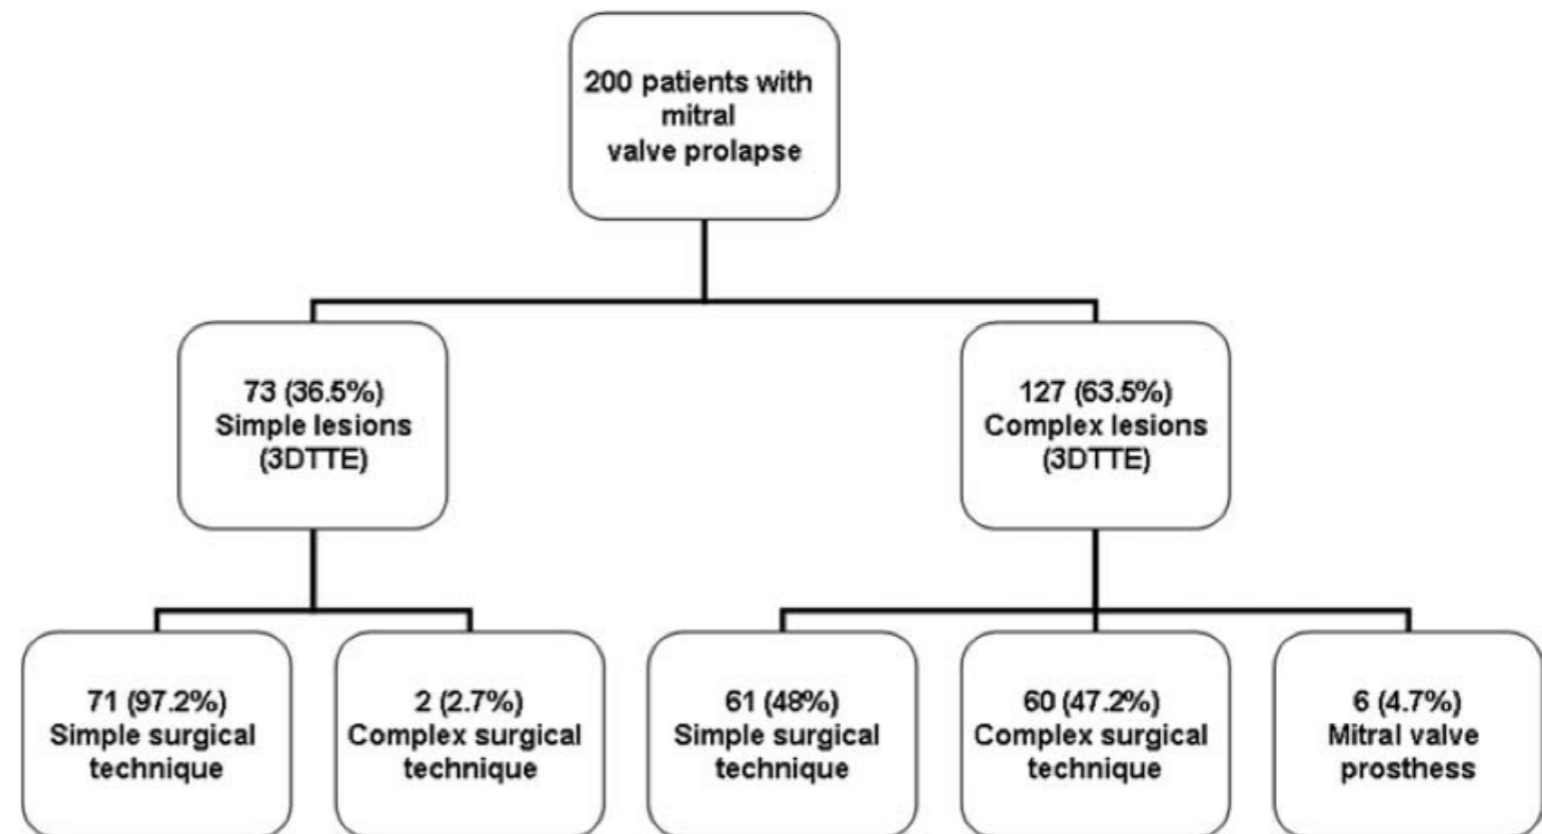 200 patients with
mitral
valve prolapse
73 (36.5%)
Simple lesions
(3DTTE)
127 (63.5%)
Complex lesions
(3DTTE)
71 (97.2%)
Simple surgical
technique
2 (2.7%)
Complex surgical
technique
61 (48%)
Simple surgical
technique
60 (47.2%)
Complex surgical
technique
6 (4.7%)
Mitral valve
prosthess